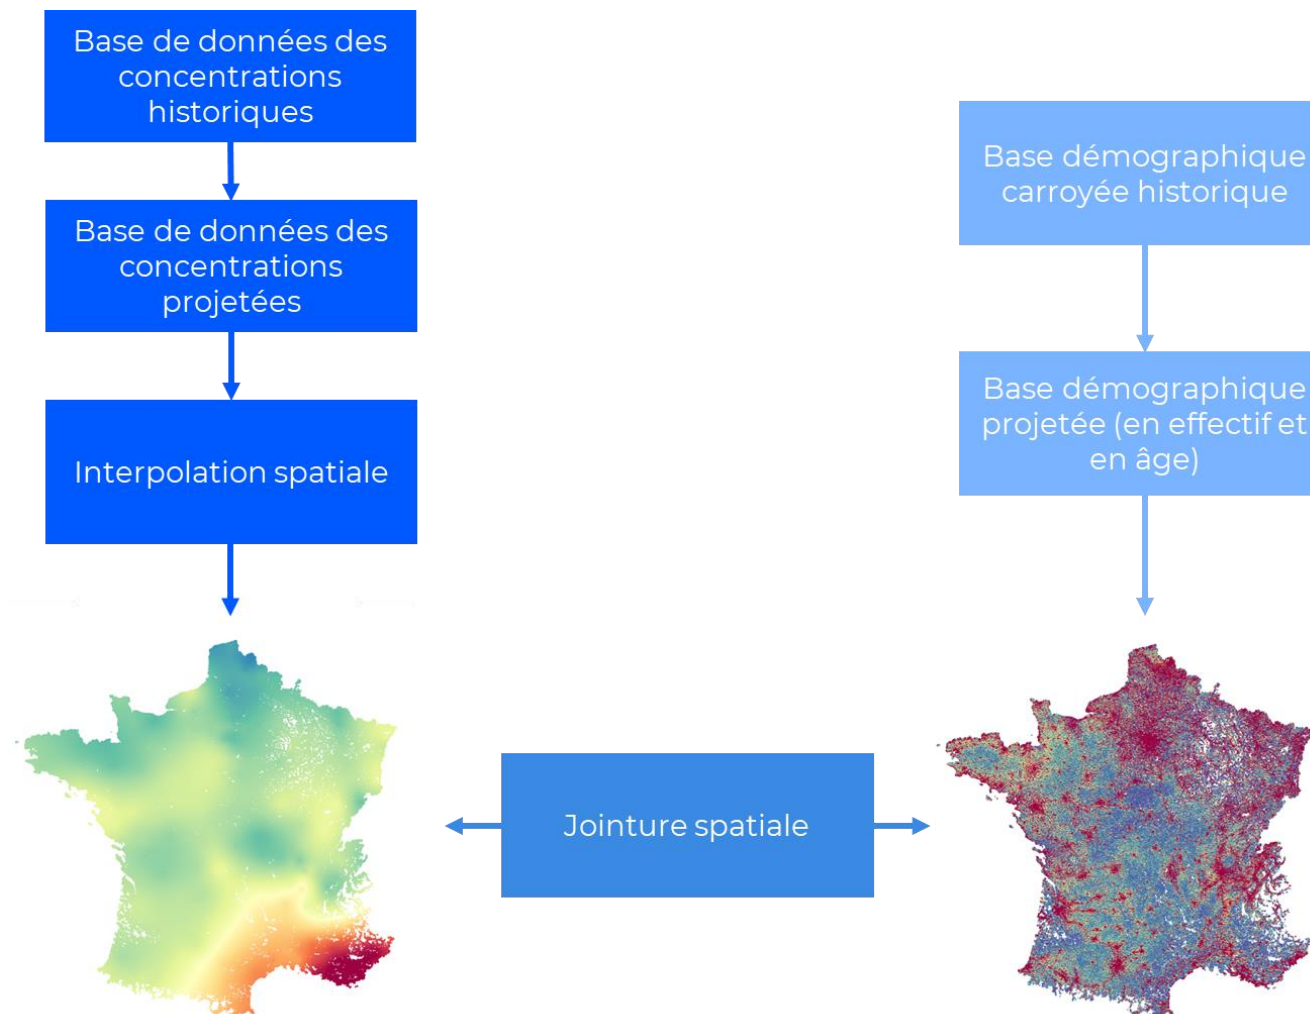 Base de données des
concentrations
historiques
Base de données des
concentrations
projetées
Interpolation spatiale
Base démographique
carroyée historique
Base démographique
projetée (en effectif et
en âge)
Jointure spatiale